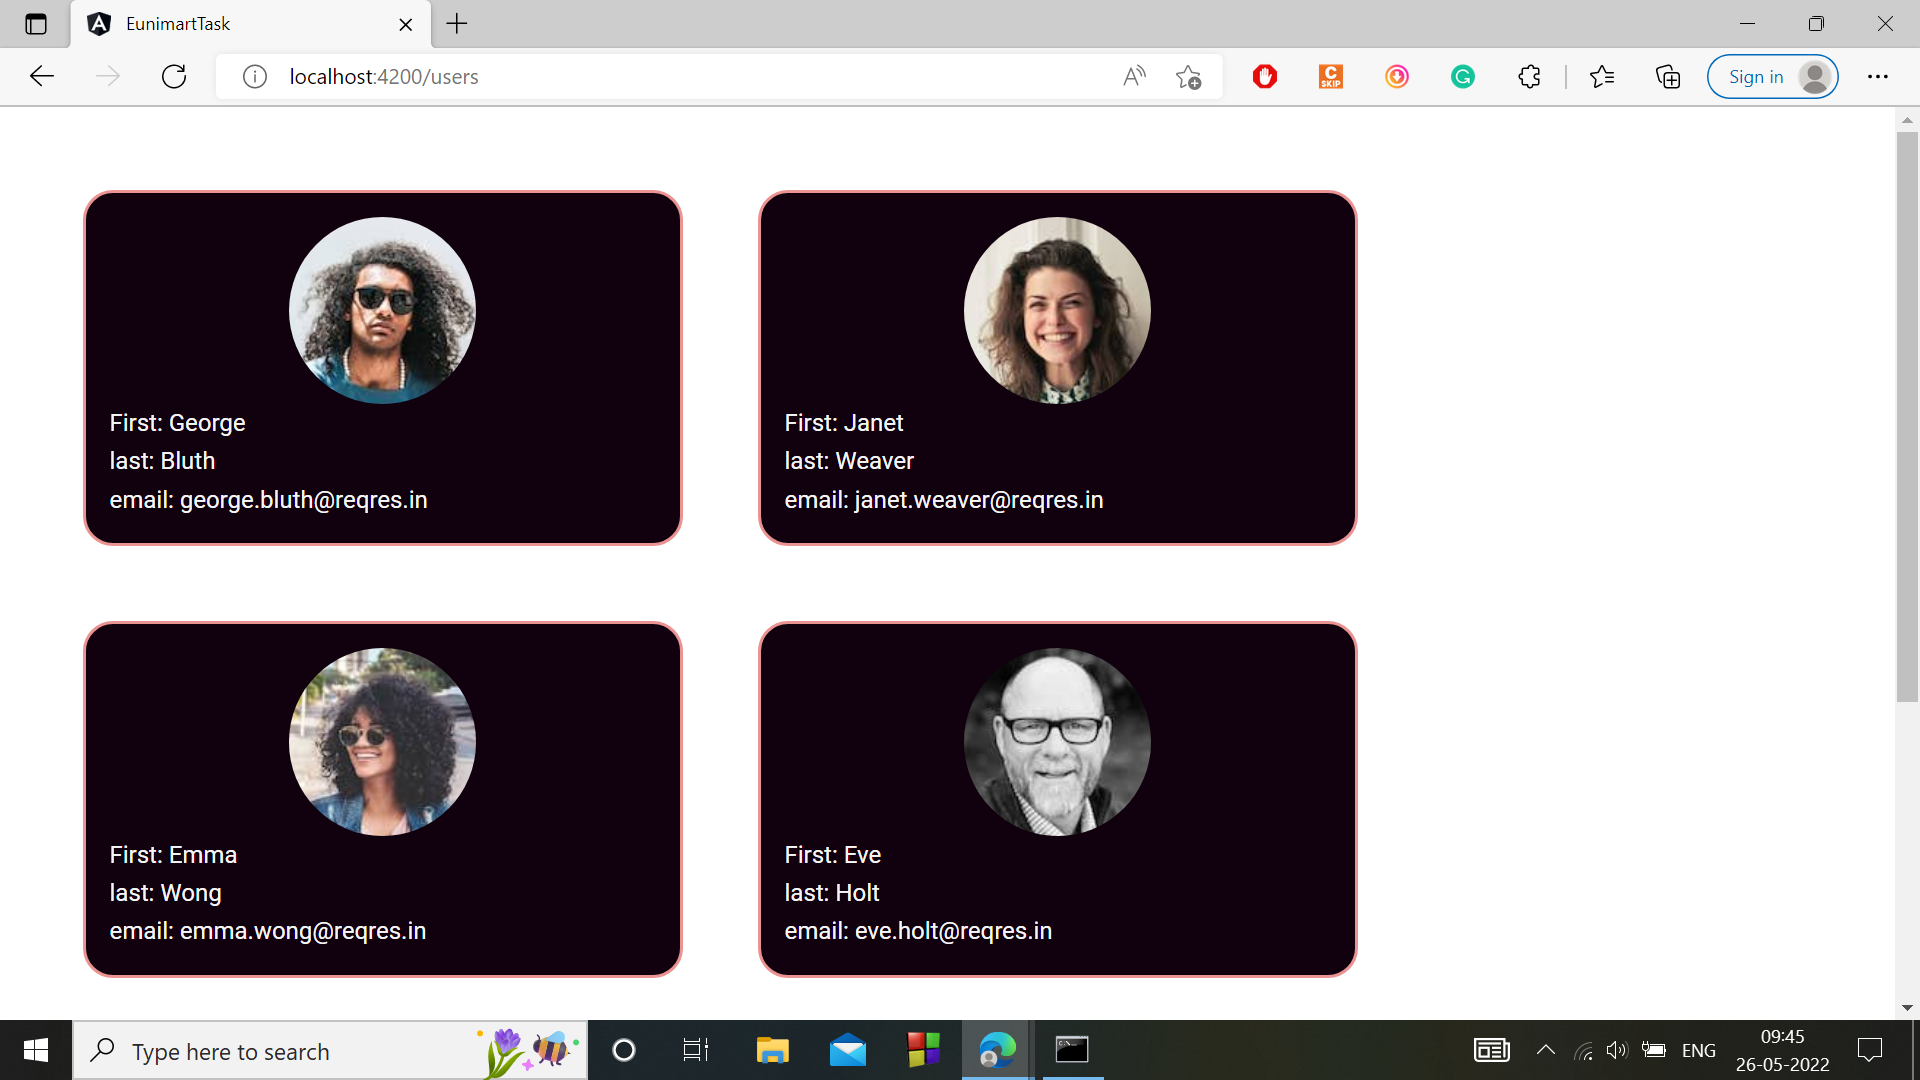 EunimartTask
localhost:4200/users
C
SKIP
Sign in
First: George
last: Bluth
email: george.bluth@reqres.in
First: Janet
last: Weaver
email: janet.weaver@reqres.in
First: Emma
last: Wong
email: emma.wong@reqres.in
First: Eve
last: Holt
email: eve.holt@reqres.in
Type here to search
ENG
09:45
26-05-2022